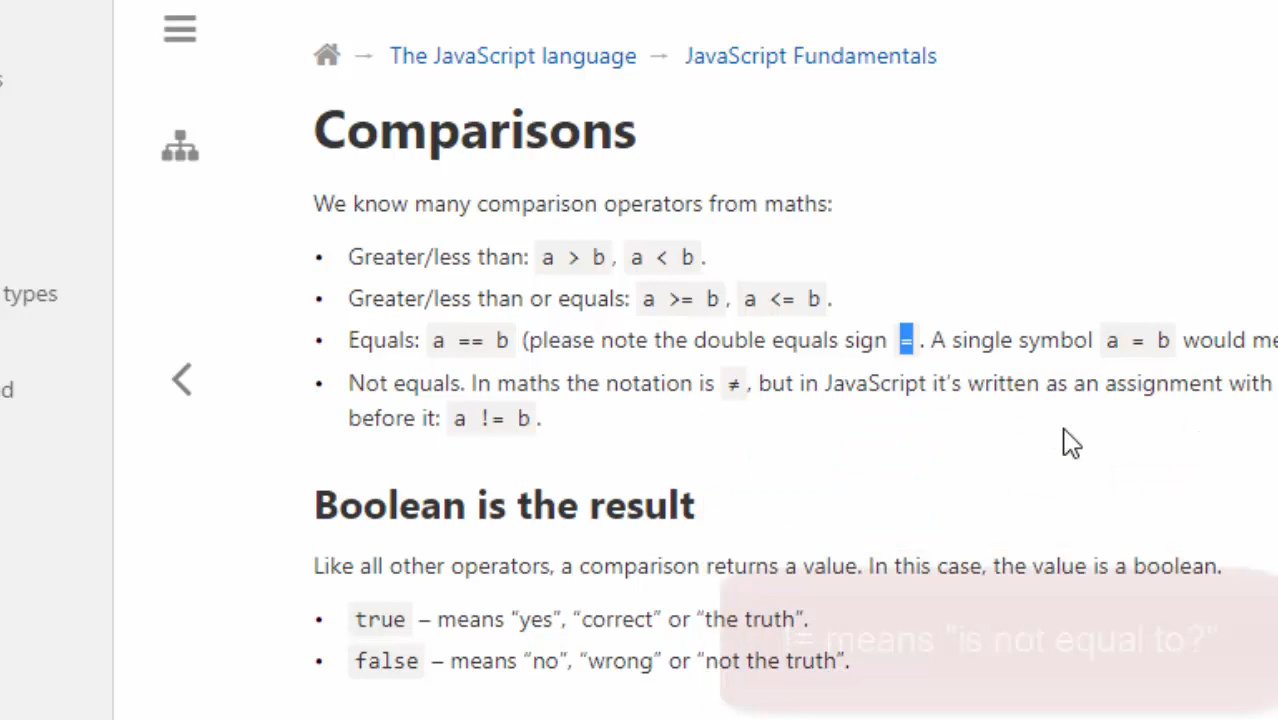 s
types
d
→ The JavaScript language → JavaScript Fundamentals
Comparisons
We know many comparison operators from maths:
• Greater/less than: a > b, a < b.
• Greater/less than or equals: a >= b, a <= b.
• Equals: a == b (please note the double equals sign =. A single symbol a = b would me
• Not equals. In maths the notation is ≠, but in JavaScript it’s written as an assignment with
before it: a != b.
Boolean is the result
Like all other operators, a comparison returns a value. In this case, the value is a boolean.
• true – means “yes”, “correct” or “the truth”.
• false – means “no”, “wrong” or “not the truth”.
!= means "is not equal to?"